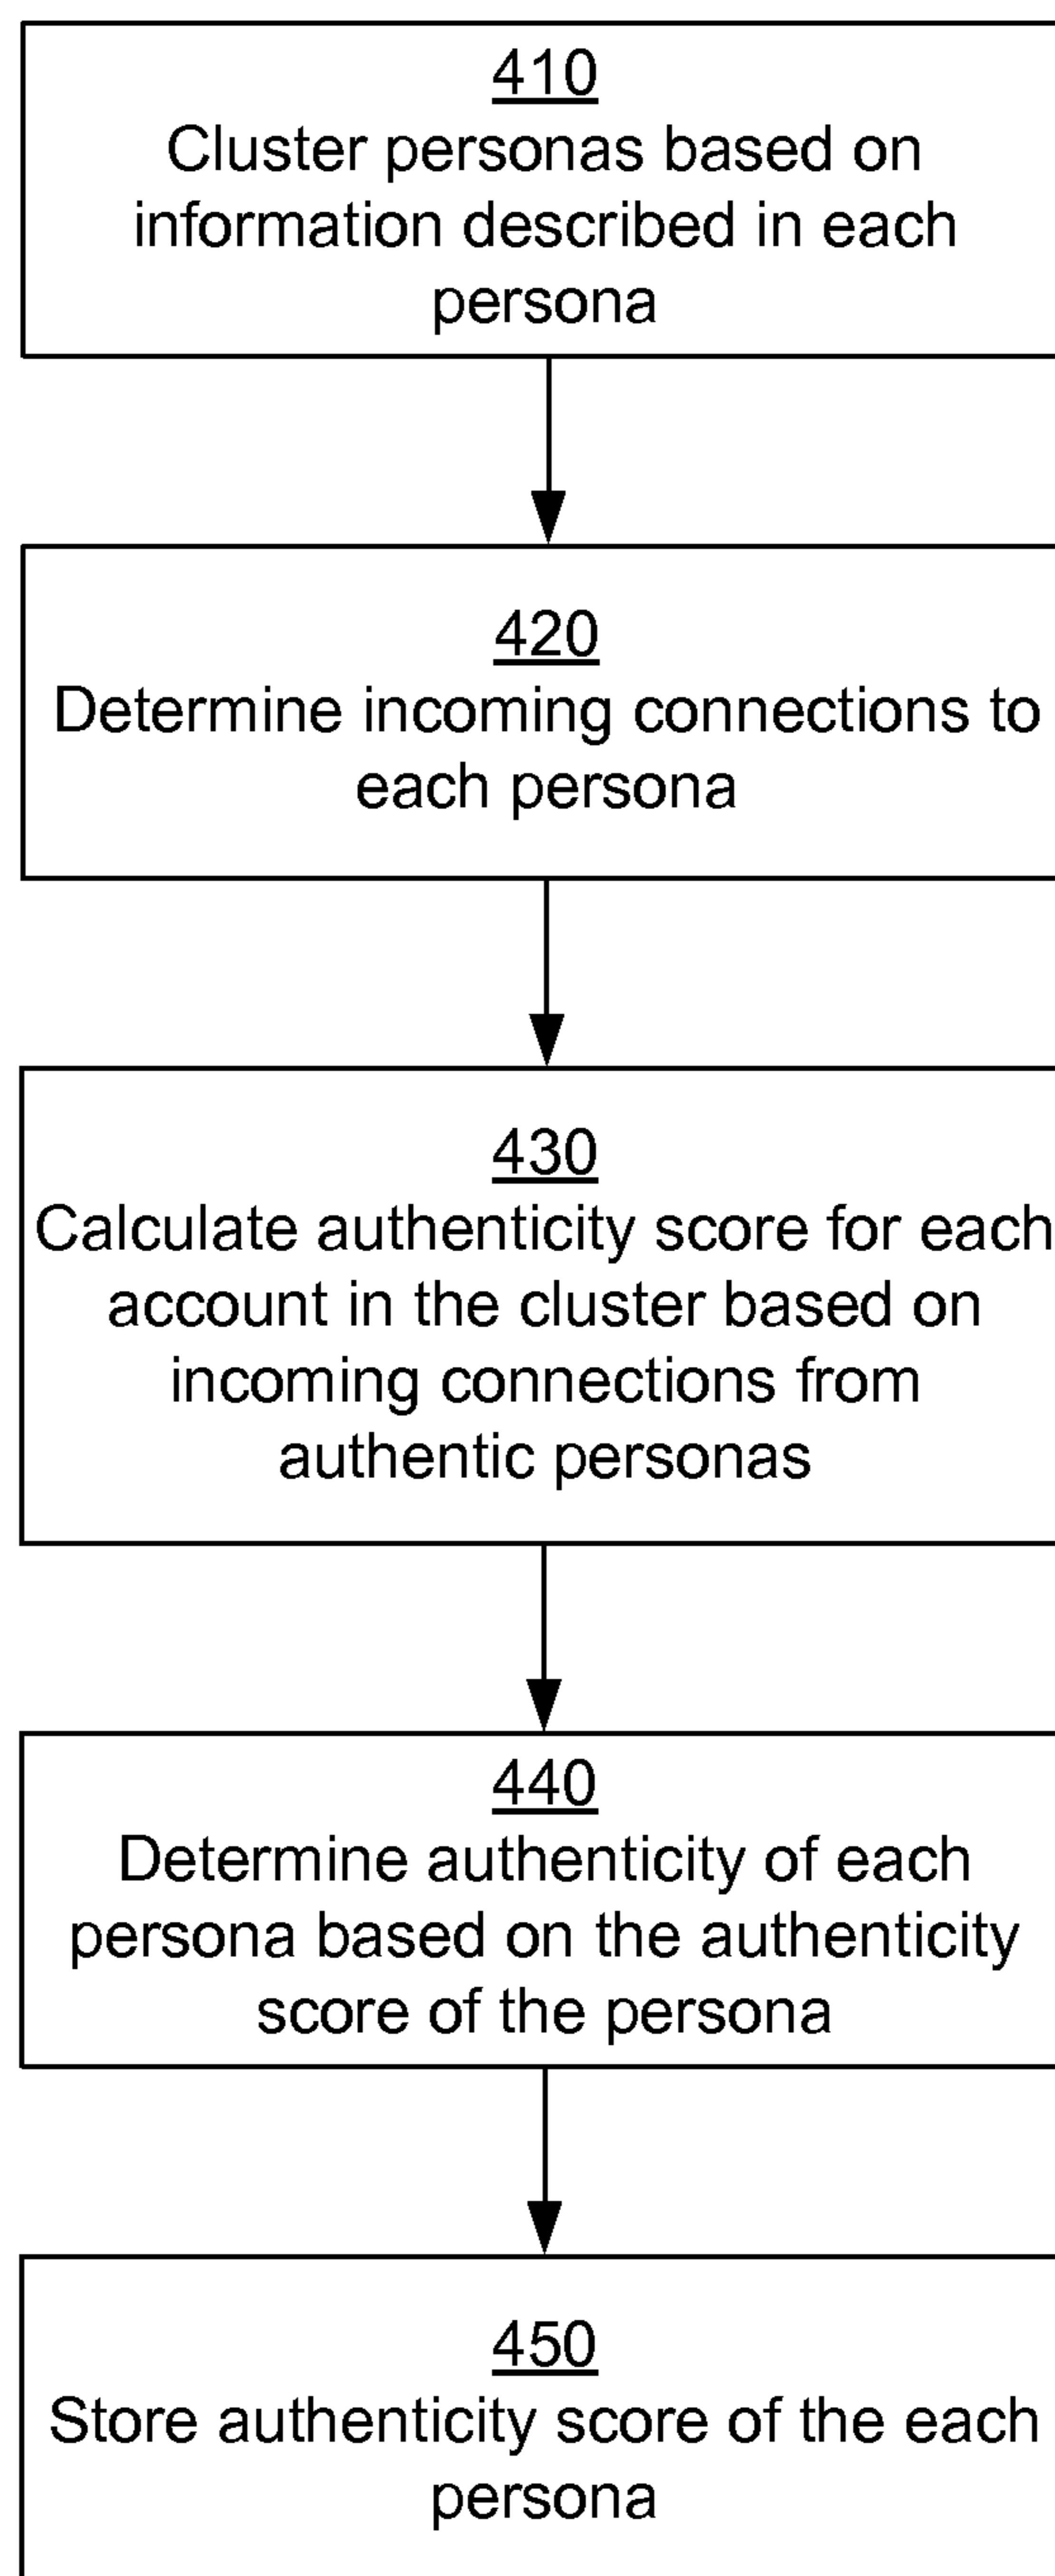 410
Cluster personas based on
information described in each
persona
420
Determine incoming connections to
each persona
430
Calculate authenticity score for each
account in the cluster based on
incoming connections from
authentic personas
440
Determine authenticity of each
persona based on the authenticity
score of the persona
450
Store authenticity score of the each
persona